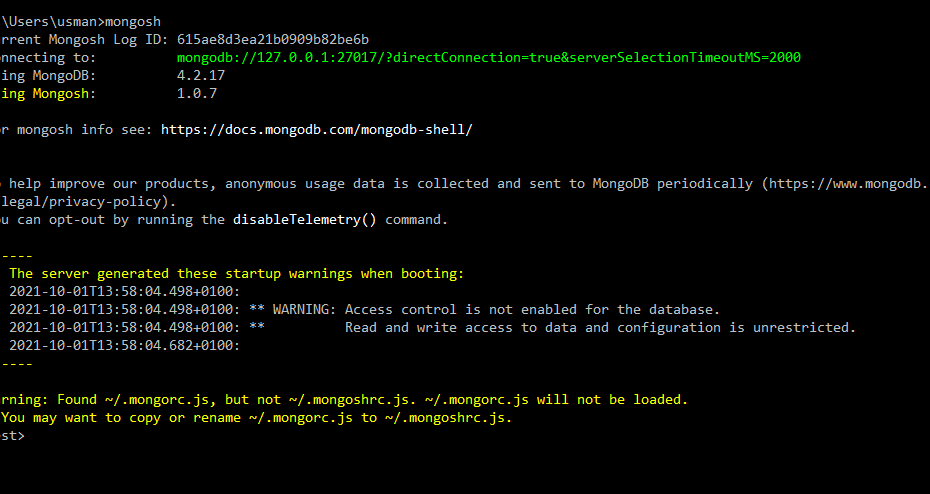 \Users\usman>mongosh
rrent Mongosh Log ID: 615ae8d3ea21b0909b82be6b
nnecting to: mongodb://127.0.0.1:27017/?directConnection=true&serverSelectionTimeoutMS=2000
ing MongoDB: 4.2.17
ing Mongosh: 1.0.7
r mongosh info see: https://docs.mongodb.com/mongodb-shell/
help improve our products, anonymous usage data is collected and sent to MongoDB periodically (https://www.mongodb.
legal/privacy-policy).
u can opt-out by running the disableTelemetry() command.
----
The server generated these startup warnings when booting:
2021-10-01T13:58:04.498+0100:
2021-10-01T13:58:04.498+0100: ** WARNING: Access control is not enabled for the database.
2021-10-01T13:58:04.498+0100: ** Read and write access to data and configuration is unrestricted.
2021-10-01T13:58:04.682+0100:
----
rning: Found ~/.mongorc.js, but not ~/.mongoshrc.js. ~/.mongorc.js will not be loaded.
You may want to copy or rename ~/.mongorc.js to ~/.mongoshrc.js.
st>